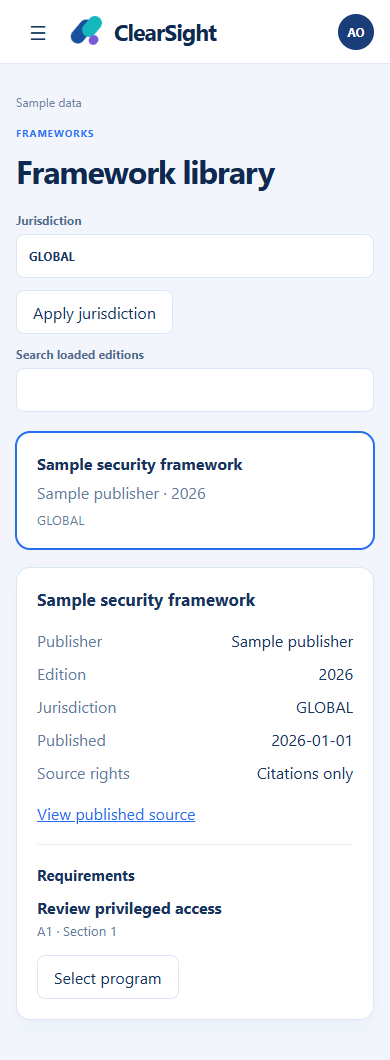 ☰ ClearSight AO
Sample data
FRAMEWORKS
Framework library
Jurisdiction
GLOBAL
Apply jurisdiction
Search loaded editions
Sample security framework
Sample publisher · 2026
GLOBAL
Sample security framework
Publisher Sample publisher
Edition 2026
Jurisdiction GLOBAL
Published 2026-01-01
Source rights Citations only
View published source
Requirements
Review privileged access
A1 · Section 1
Select program